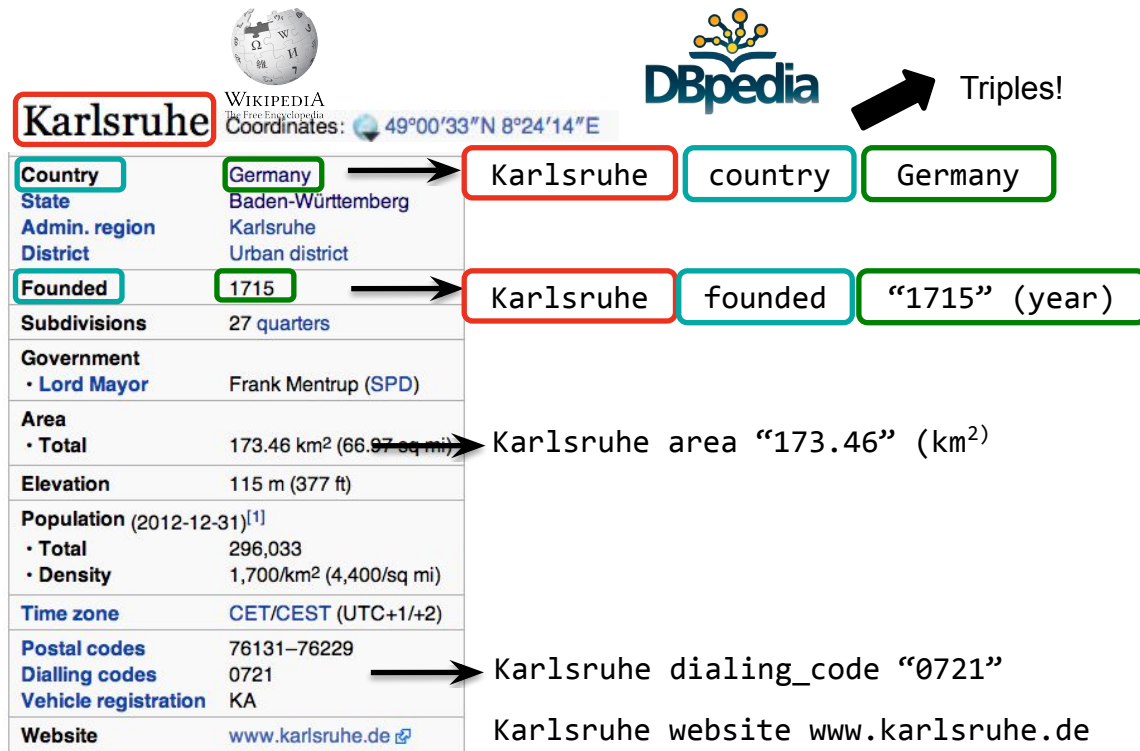 WIKIPEDIA
The Free Encyclopedia
DBpedia
Triples!
Karlsruhe
Coordinates: 49°00′33″N 8°24′14″E
Country Germany
Karlsruhe country Germany
State Baden-Württemberg
Admin. region Karlsruhe
District Urban district
Founded 1715
Karlsruhe founded “1715” (year)
Subdivisions 27 quarters
Government
• Lord Mayor Frank Mentrup (SPD)
Area
• Total 173.46 km² (66.97 sq mi)
Karlsruhe area “173.46” (km²⁾
Elevation 115 m (377 ft)
Population (2012-12-31)[1]
• Total 296,033
• Density 1,700/km² (4,400/sq mi)
Time zone CET/CEST (UTC+1/+2)
Postal codes 76131–76229
Dialling codes 0721
Karlsruhe dialing_code “0721”
Vehicle registration KA
Website www.karlsruhe.de
Karlsruhe website www.karlsruhe.de